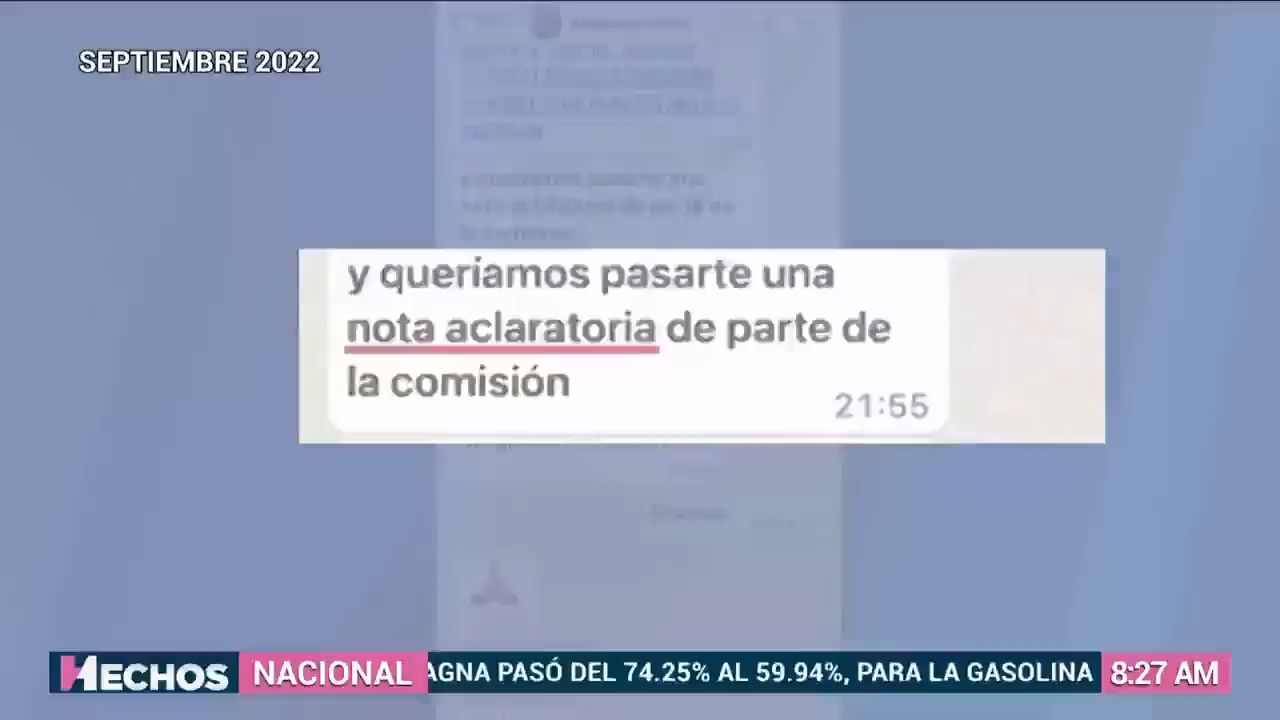 SEPTIEMBRE 2022
y queríamos pasarte una
nota aclaratoria de parte de
la comisión
21:55
HECHOS
NACIONAL
AGNA PASÓ DEL 74.25% AL 59.94%, PARA LA GASOLINA
8:27 AM